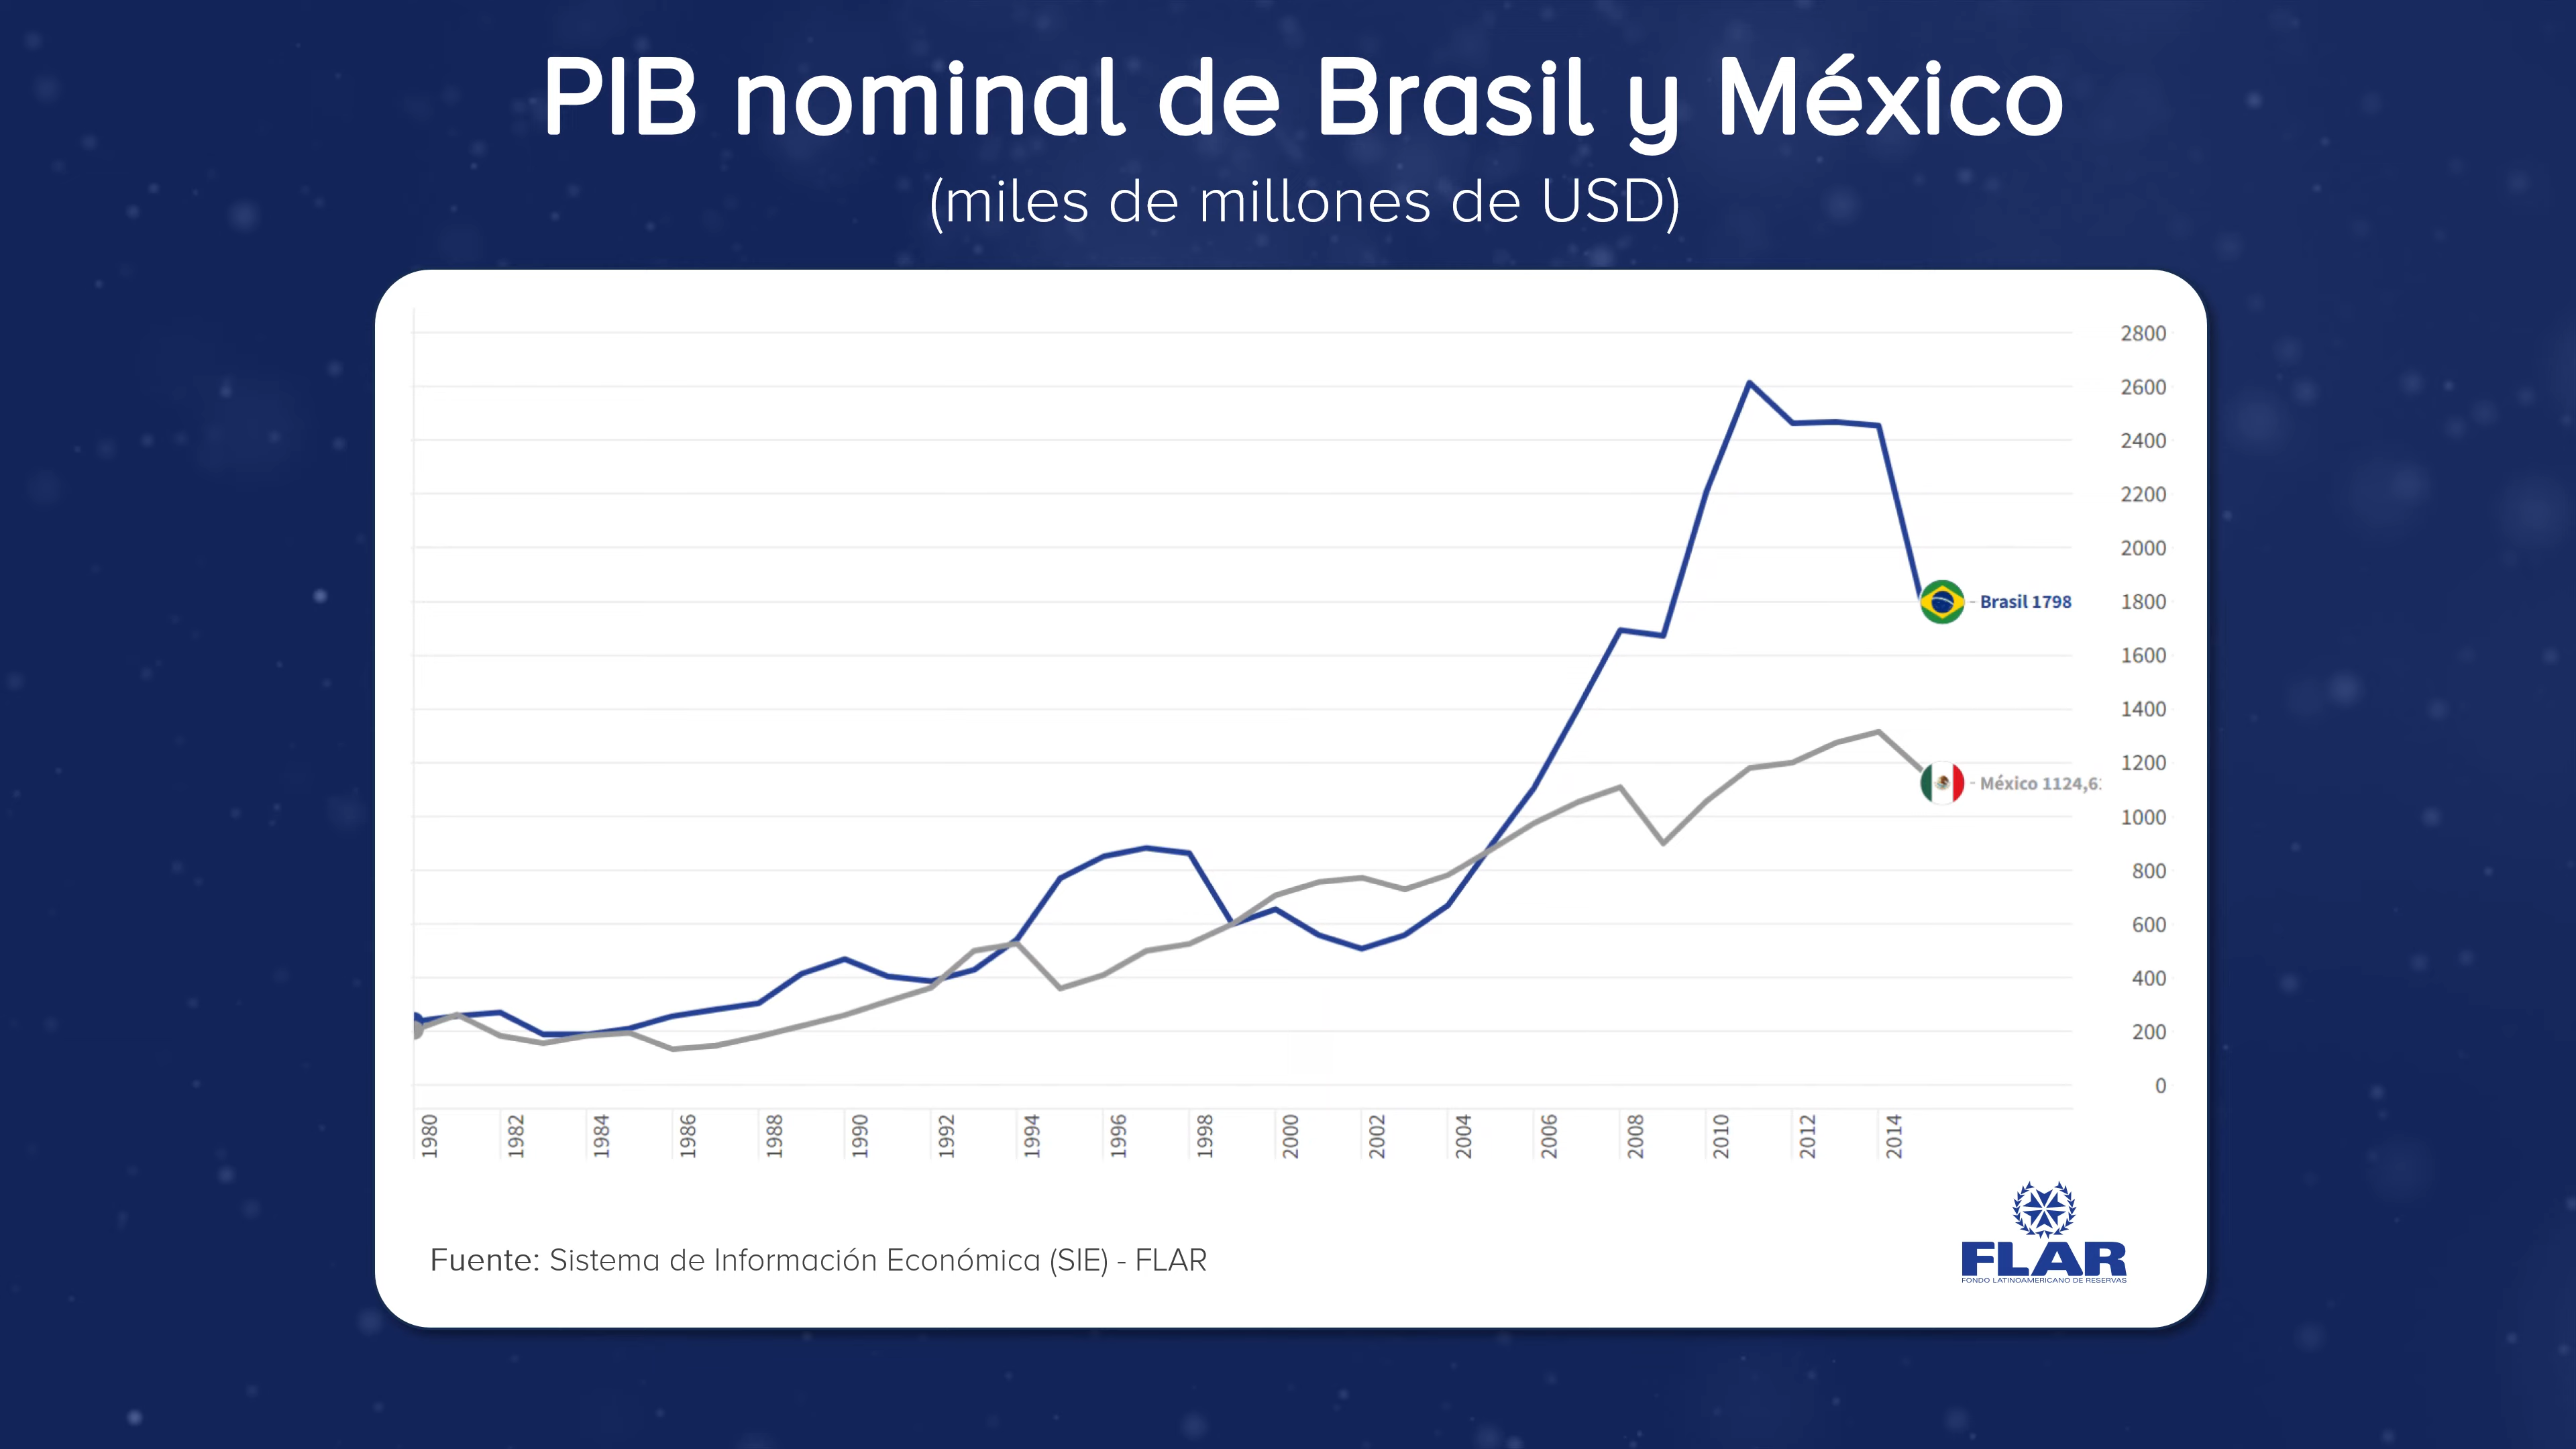 PIB nominal de Brasil y México
(miles de millones de USD)
2800
2600
2400
2200
2000
Brasil 1798
1800
1600
1400
1200
México 1124,6
1000
800
600
400
200
0
1980 1982 1984 1986 1988 1990 1992 1994 1996 1998 2000 2002 2004 2006 2008 2010 2012 2014
Fuente: Sistema de Información Económica (SIE) - FLAR
FLAR
FONDO LATINOAMERICANO DE RESERVAS